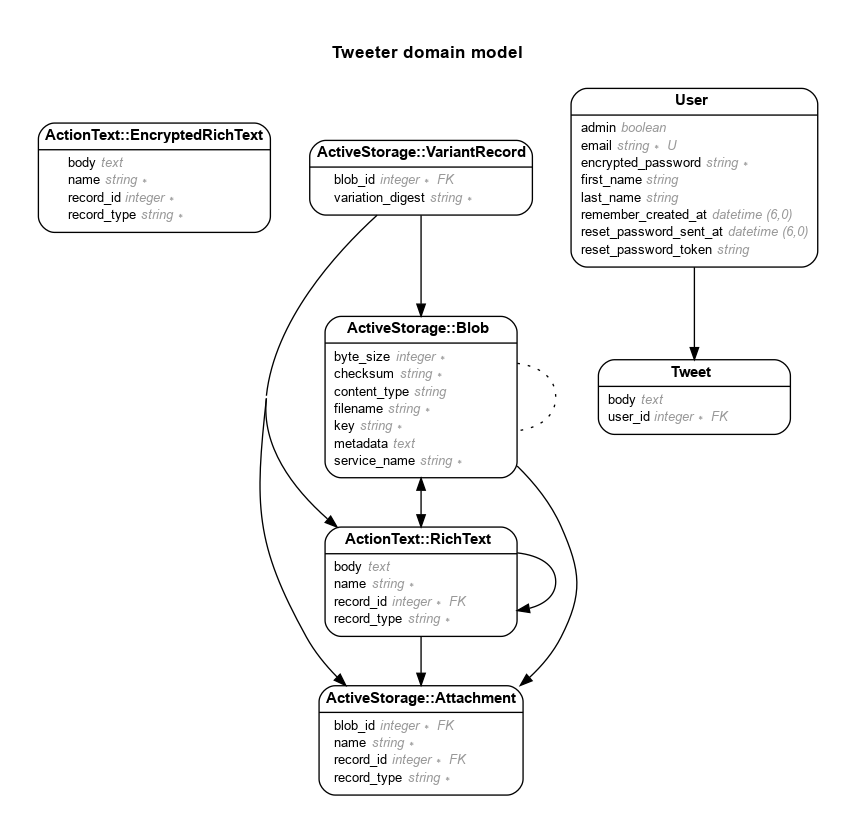 Tweeter domain model
ActionText::EncryptedRichText
body text
name string *
record_id integer *
record_type string *
ActiveStorage::VariantRecord
blob_id integer * FK
variation_digest string *
User
admin boolean
email string * U
encrypted_password string *
first_name string
last_name string
remember_created_at datetime (6,0)
reset_password_sent_at datetime (6,0)
reset_password_token string
ActiveStorage::Blob
byte_size integer *
checksum string *
content_type string
filename string *
key string *
metadata text
service_name string *
Tweet
body text
user_id integer * FK
ActionText::RichText
body text
name string *
record_id integer * FK
record_type string *
ActiveStorage::Attachment
blob_id integer * FK
name string *
record_id integer * FK
record_type string *